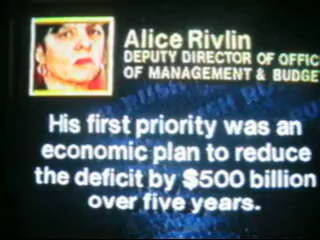 Alice Rivlin
DEPUTY DIRECTOR OF OFFIC
OF MANAGEMENT & BUDGE
His first priority was an
economic plan to reduce
the deficit by $500 billion
over five years.